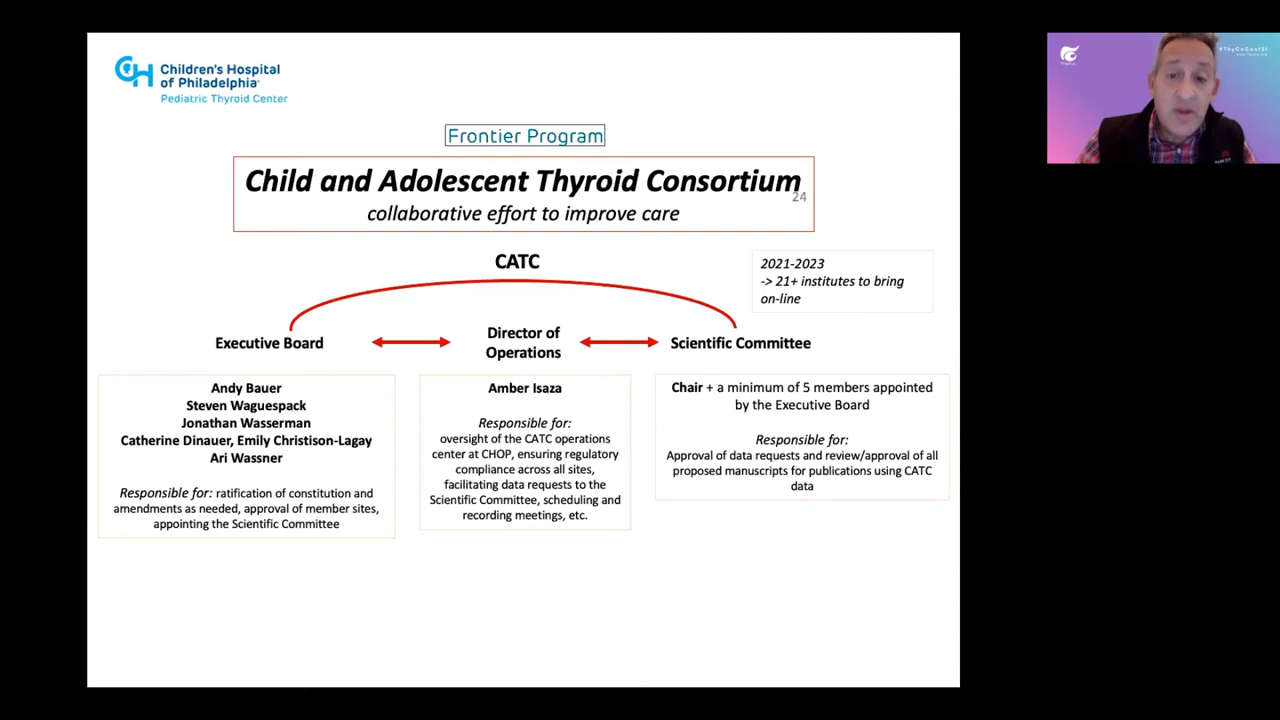 Children's Hospital
of Philadelphia
Pediatric Thyroid Center
Frontier Program
Child and Adolescent Thyroid Consortium
24
collaborative effort to improve care
CATC
2021-2023
-> 21+ institutes to bring
on-line
Executive Board
Director of
Operations
Scientific Committee
Andy Bauer
Steven Waguespack
Jonathan Wasserman
Catherine Dinauer, Emily Christison-Lagay
Ari Wassner
Responsible for: ratification of constitution and
amendments as needed, approval of member sites,
appointing the Scientific Committee
Amber Isaza
Responsible for:
oversight of the CATC operations
center at CHOP, ensuring regulatory
compliance across all sites,
facilitating data requests to the
Scientific Committee, scheduling and
recording meetings, etc.
Chair + a minimum of 5 members appointed
by the Executive Board
Responsible for:
Approval of data requests and review/approval of all
proposed manuscripts for publications using CATC
data